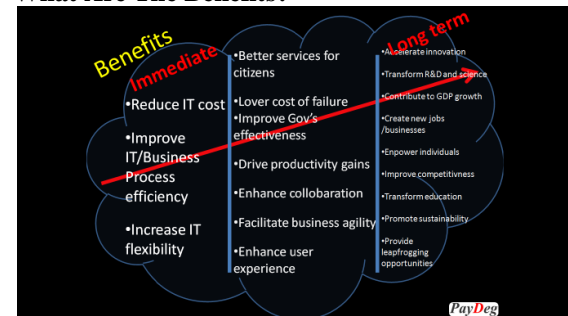 What Are The Benefits?
Benefits
Immediate
Long term
•Reduce IT cost
•Improve
IT/Business
Process
efficiency
•Increase IT
flexibility
•Better services for
citizens
•Lover cost of failure
•Improve Gov's
effectiveness
•Drive productivity gains
•Enhance collobaration
•Facilitate business agility
•Enhance user
experience
•Accelerate innovation
•Transform R&D and science
•Contribute to GDP growth
•Create new jobs
/businesses
•Enpower individuals
•Improve competitivness
•Transform education
•Promote sustainability
•Provide
leapfrogging
opportunities
PayDeg